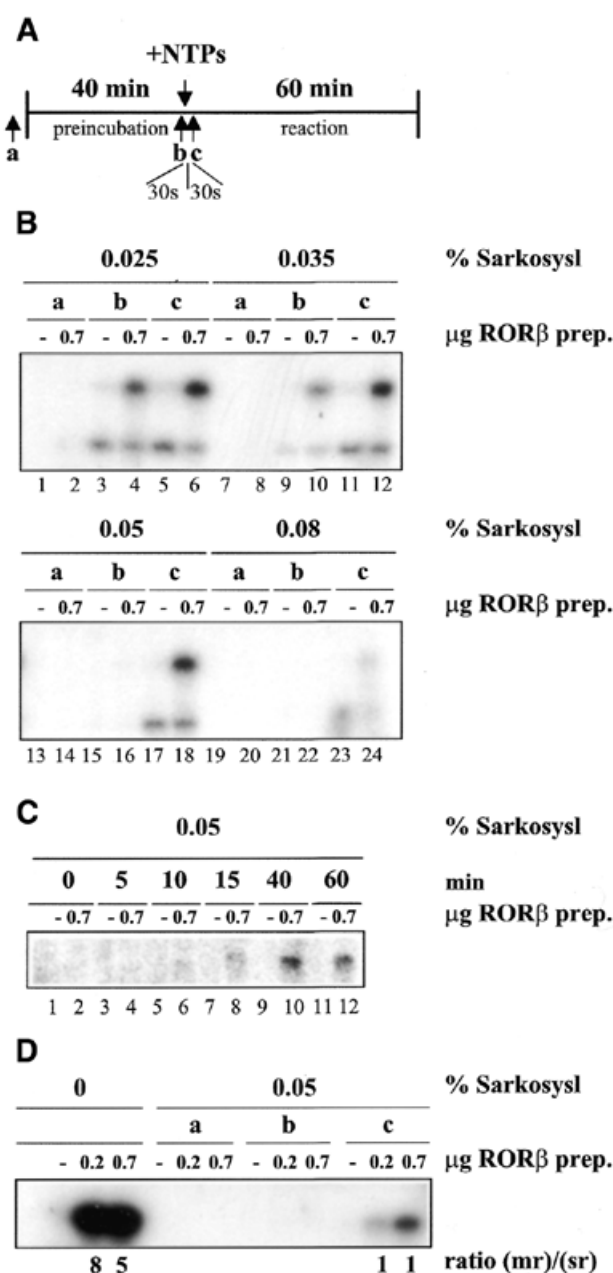 A
+NTPs
40 min 60 min
preincubation reaction
a b c
30s 30s
B
0.025 0.035 % Sarkosysl
a b c a b c
- 0.7 - 0.7 - 0.7 - 0.7 - 0.7 - 0.7 µg RORβ prep.
1 2 3 4 5 6 7 8 9 10 11 12
0.05 0.08 % Sarkosysl
a b c a b c
- 0.7 - 0.7 - 0.7 - 0.7 - 0.7 - 0.7 µg RORβ prep.
13 14 15 16 17 18 19 20 21 22 23 24
C
0.05 % Sarkosysl
0 5 10 15 40 60 min
- 0.7 - 0.7 - 0.7 - 0.7 - 0.7 - 0.7 µg RORβ prep.
1 2 3 4 5 6 7 8 9 10 11 12
D
0 0.05 % Sarkosysl
a b c
- 0.2 0.7 - 0.2 0.7 - 0.2 0.7 - 0.2 0.7 µg RORβ prep.
8 5 1 1 ratio (mr)/(sr)